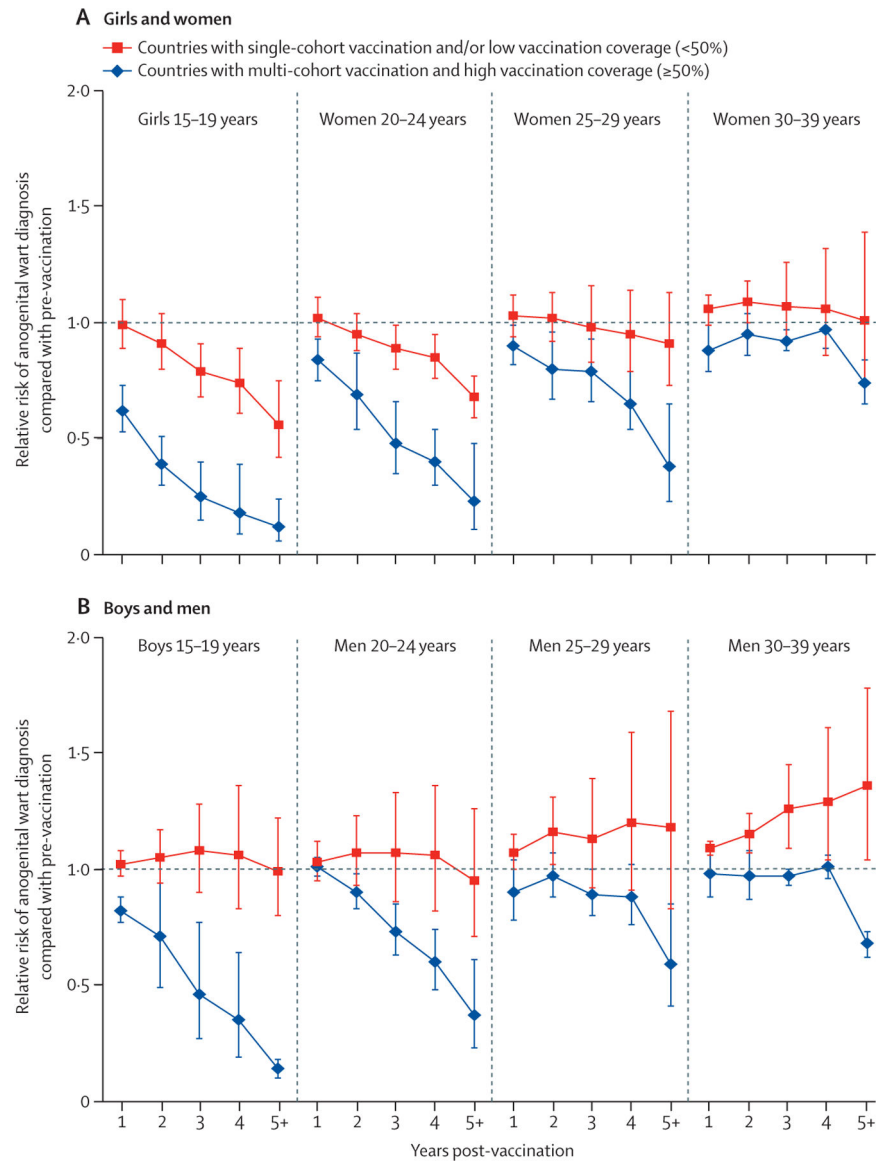 A Girls and women
Countries with single-cohort vaccination and/or low vaccination coverage (<50%)
Countries with multi-cohort vaccination and high vaccination coverage (≥50%)
2·0
1·5
1·0
0·5
0
Relative risk of anogenital wart diagnosis
compared with pre-vaccination
Girls 15–19 years
Women 20–24 years
Women 25–29 years
Women 30–39 years
B Boys and men
2·0
1·5
1·0
0·5
0
Relative risk of anogenital wart diagnosis
compared with pre-vaccination
Boys 15–19 years
Men 20–24 years
Men 25–29 years
Men 30–39 years
1 2 3 4 5+ 1 2 3 4 5+ 1 2 3 4 5+ 1 2 3 4 5+
Years post-vaccination